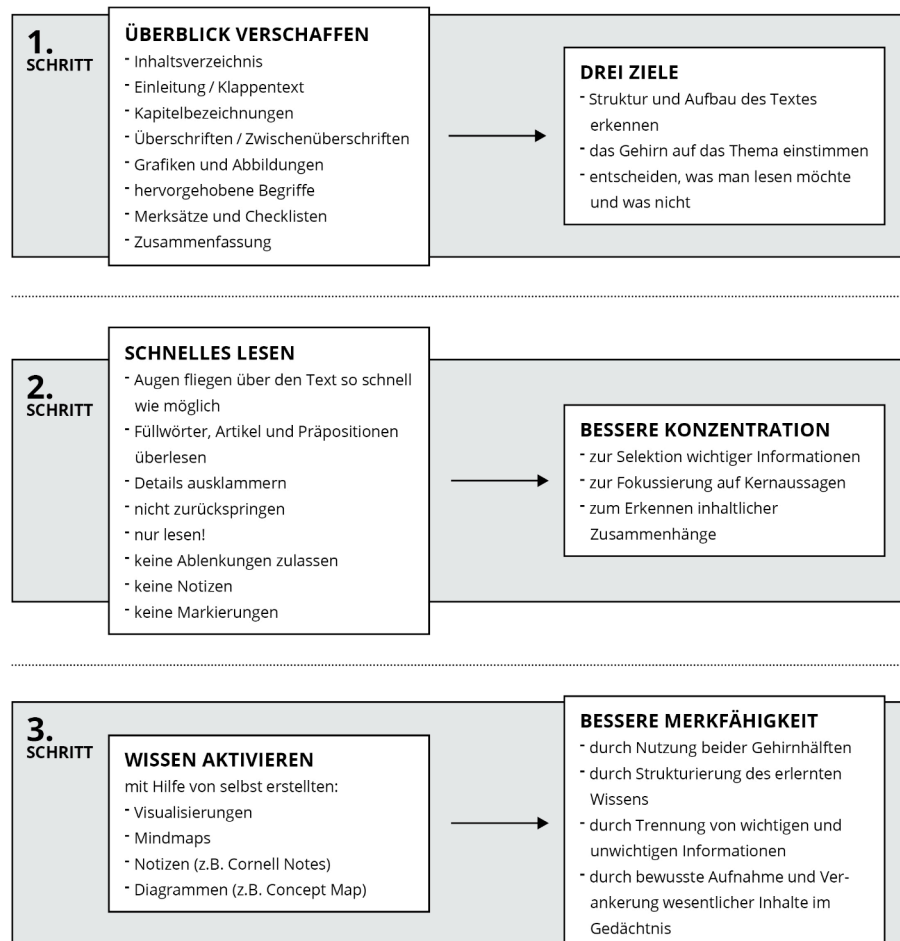 1.
SCHRITT
ÜBERBLICK VERSCHAFFEN
- Inhaltsverzeichnis
- Einleitung / Klappentext
- Kapitelbezeichnungen
- Überschriften / Zwischenüberschriften
- Grafiken und Abbildungen
- hervorgehobene Begriffe
- Merksätze und Checklisten
- Zusammenfassung
DREI ZIELE
- Struktur und Aufbau des Textes
erkennen
- das Gehirn auf das Thema einstimmen
- entscheiden, was man lesen möchte
und was nicht
2.
SCHRITT
SCHNELLES LESEN
- Augen fliegen über den Text so schnell
wie möglich
- Füllwörter, Artikel und Präpositionen
überlesen
- Details ausklammern
- nicht zurückspringen
- nur lesen!
- keine Ablenkungen zulassen
- keine Notizen
- keine Markierungen
BESSERE KONZENTRATION
- zur Selektion wichtiger Informationen
- zur Fokussierung auf Kernaussagen
- zum Erkennen inhaltlicher
Zusammenhänge
3.
SCHRITT
WISSEN AKTIVIEREN
mit Hilfe von selbst erstellten:
- Visualisierungen
- Mindmaps
- Notizen (z.B. Cornell Notes)
- Diagrammen (z.B. Concept Map)
BESSERE MERKFÄHIGKEIT
- durch Nutzung beider Gehirnhälften
- durch Strukturierung des erlernten
Wissens
- durch Trennung von wichtigen und
unwichtigen Informationen
- durch bewusste Aufnahme und Ver-
ankerung wesentlicher Inhalte im
Gedächtnis